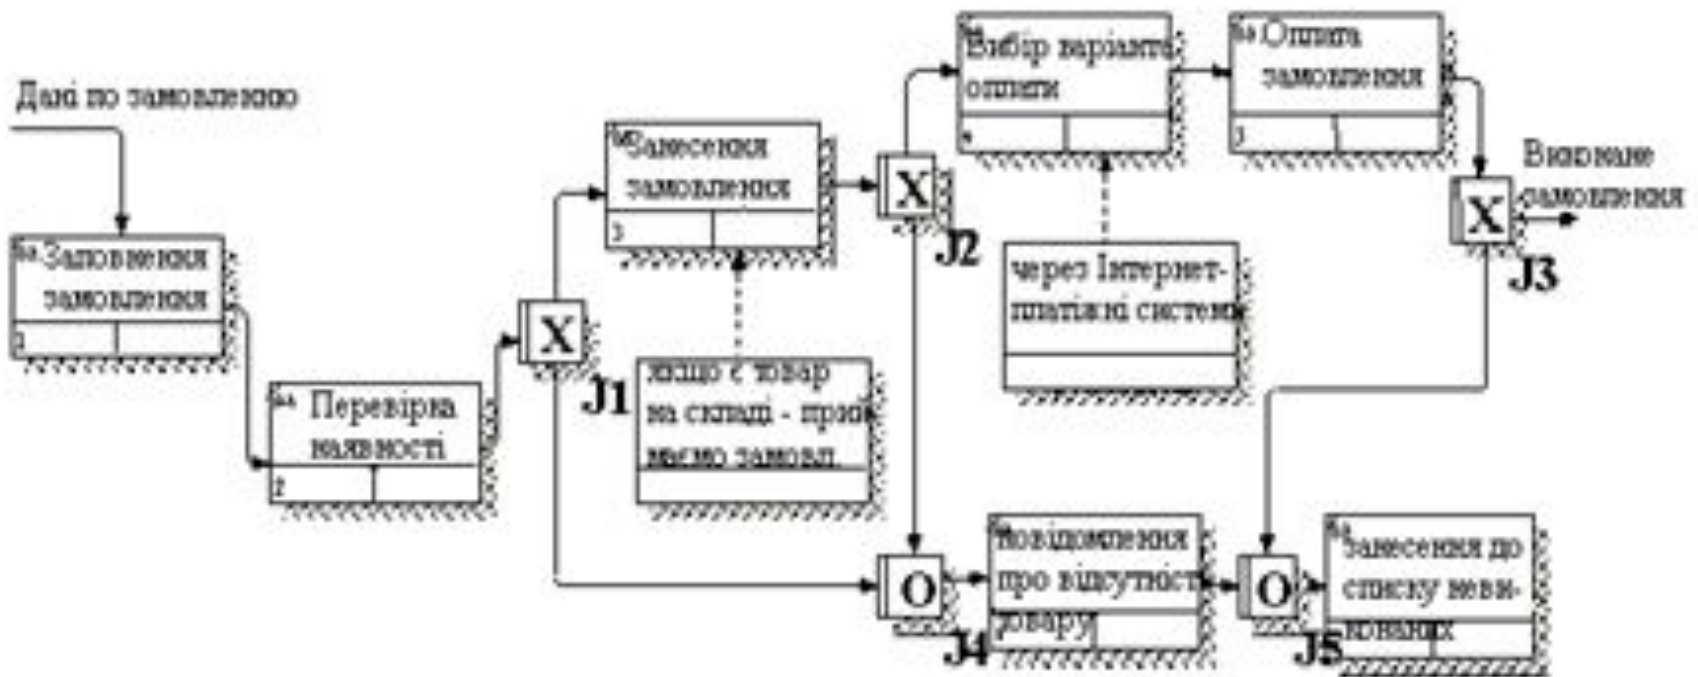 Дані по замовленню
Заповнення
замовлення
1
Перевірка
наявності
2
X
J1
Занесення
замовлення
3
якщо є товар
на складі - прий
маємо замовл.
X
J2
Вибір варіанта
оплати
Оплата
замовлення
через Інтернет-
платіжні системи
X
J3
Виконане
замовлення
O
J4
повідомлення
про відсутніст
товару
O
J5
занесення до
списку неви-
конаних